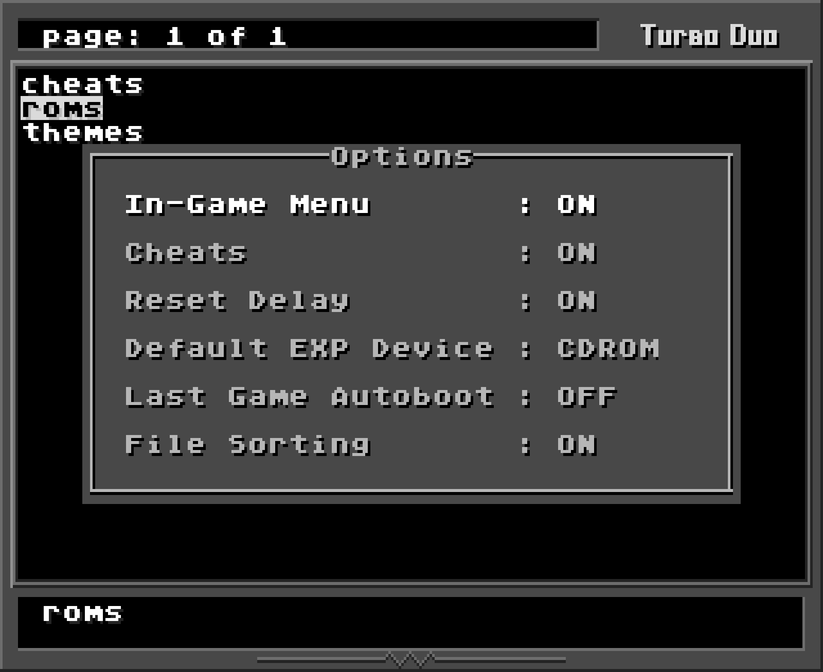 page: 1 of 1
Turbo Duo
cheats
roms
themes
Options
In-Game Menu : ON
Cheats : ON
Reset Delay : ON
Default EXP Device : CDROM
Last Game Autoboot : OFF
File Sorting : ON
roms